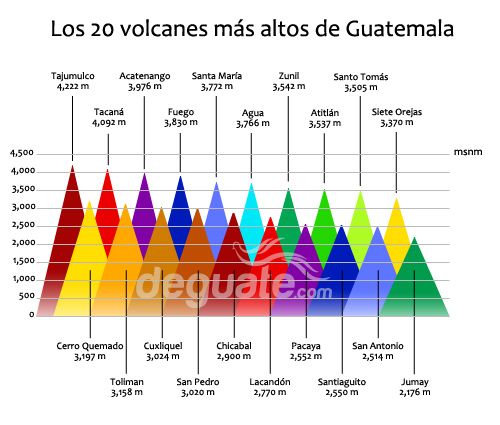 Los 20 volcanes más altos de Guatemala
Tajumulco
4,222 m
Acatenango
3,976 m
Santa María
3,772 m
Zunil
3,542 m
Santo Tomás
3,505 m
Tacaná
4,092 m
Fuego
3,830 m
Agua
3,766 m
Atitlán
3,537 m
Siete Orejas
3,370 m
msnm
4,500
4,000
3,500
3,000
2,500
2,000
1,500
1,000
500
0
deguate.com
Cerro Quemado
3,197 m
Cuxliquel
3,024 m
Chicabal
2,900 m
Pacaya
2,552 m
San Antonio
2,514 m
Toliman
3,158 m
San Pedro
3,020 m
Lacandón
2,770 m
Santiaguito
2,550 m
Jumay
2,176 m